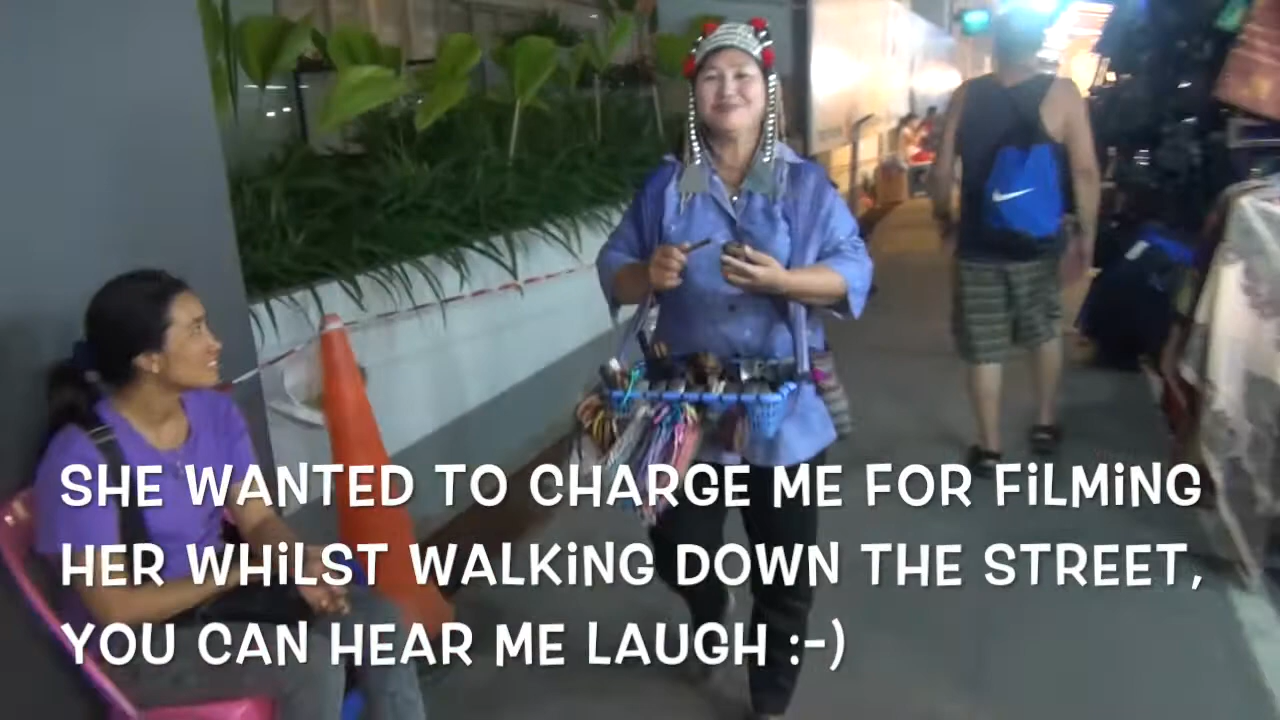 SHE WANTED TO CHARGE ME FOR FiLMiNG
HER WHiLST WALKiNG DOWN THE STREET,
YOU CAN HEAR ME LAUGH :-)